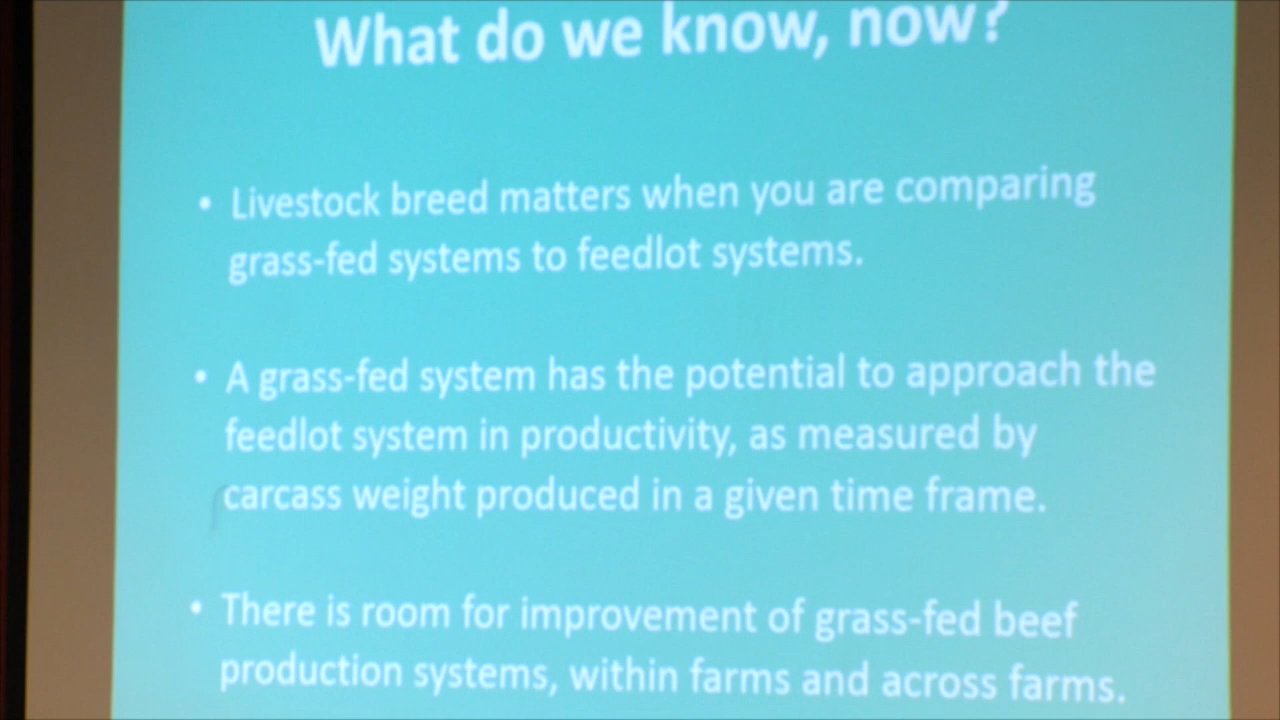 What do we know, now?
• Livestock breed matters when you are comparing
grass-fed systems to feedlot systems.
• A grass-fed system has the potential to approach the
feedlot system in productivity, as measured by
carcass weight produced in a given time frame.
• There is room for improvement of grass-fed beef
production systems, within farms and across farms.